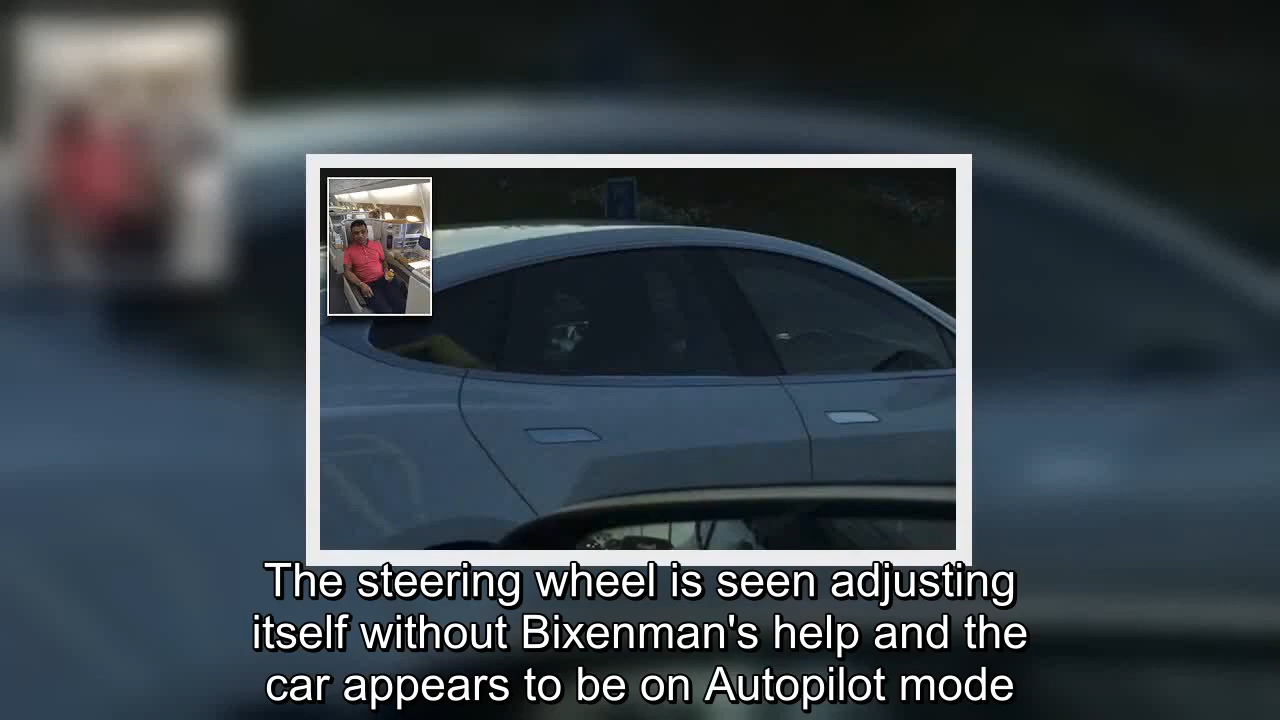 The steering wheel is seen adjusting
itself without Bixenman's help and the
car appears to be on Autopilot mode